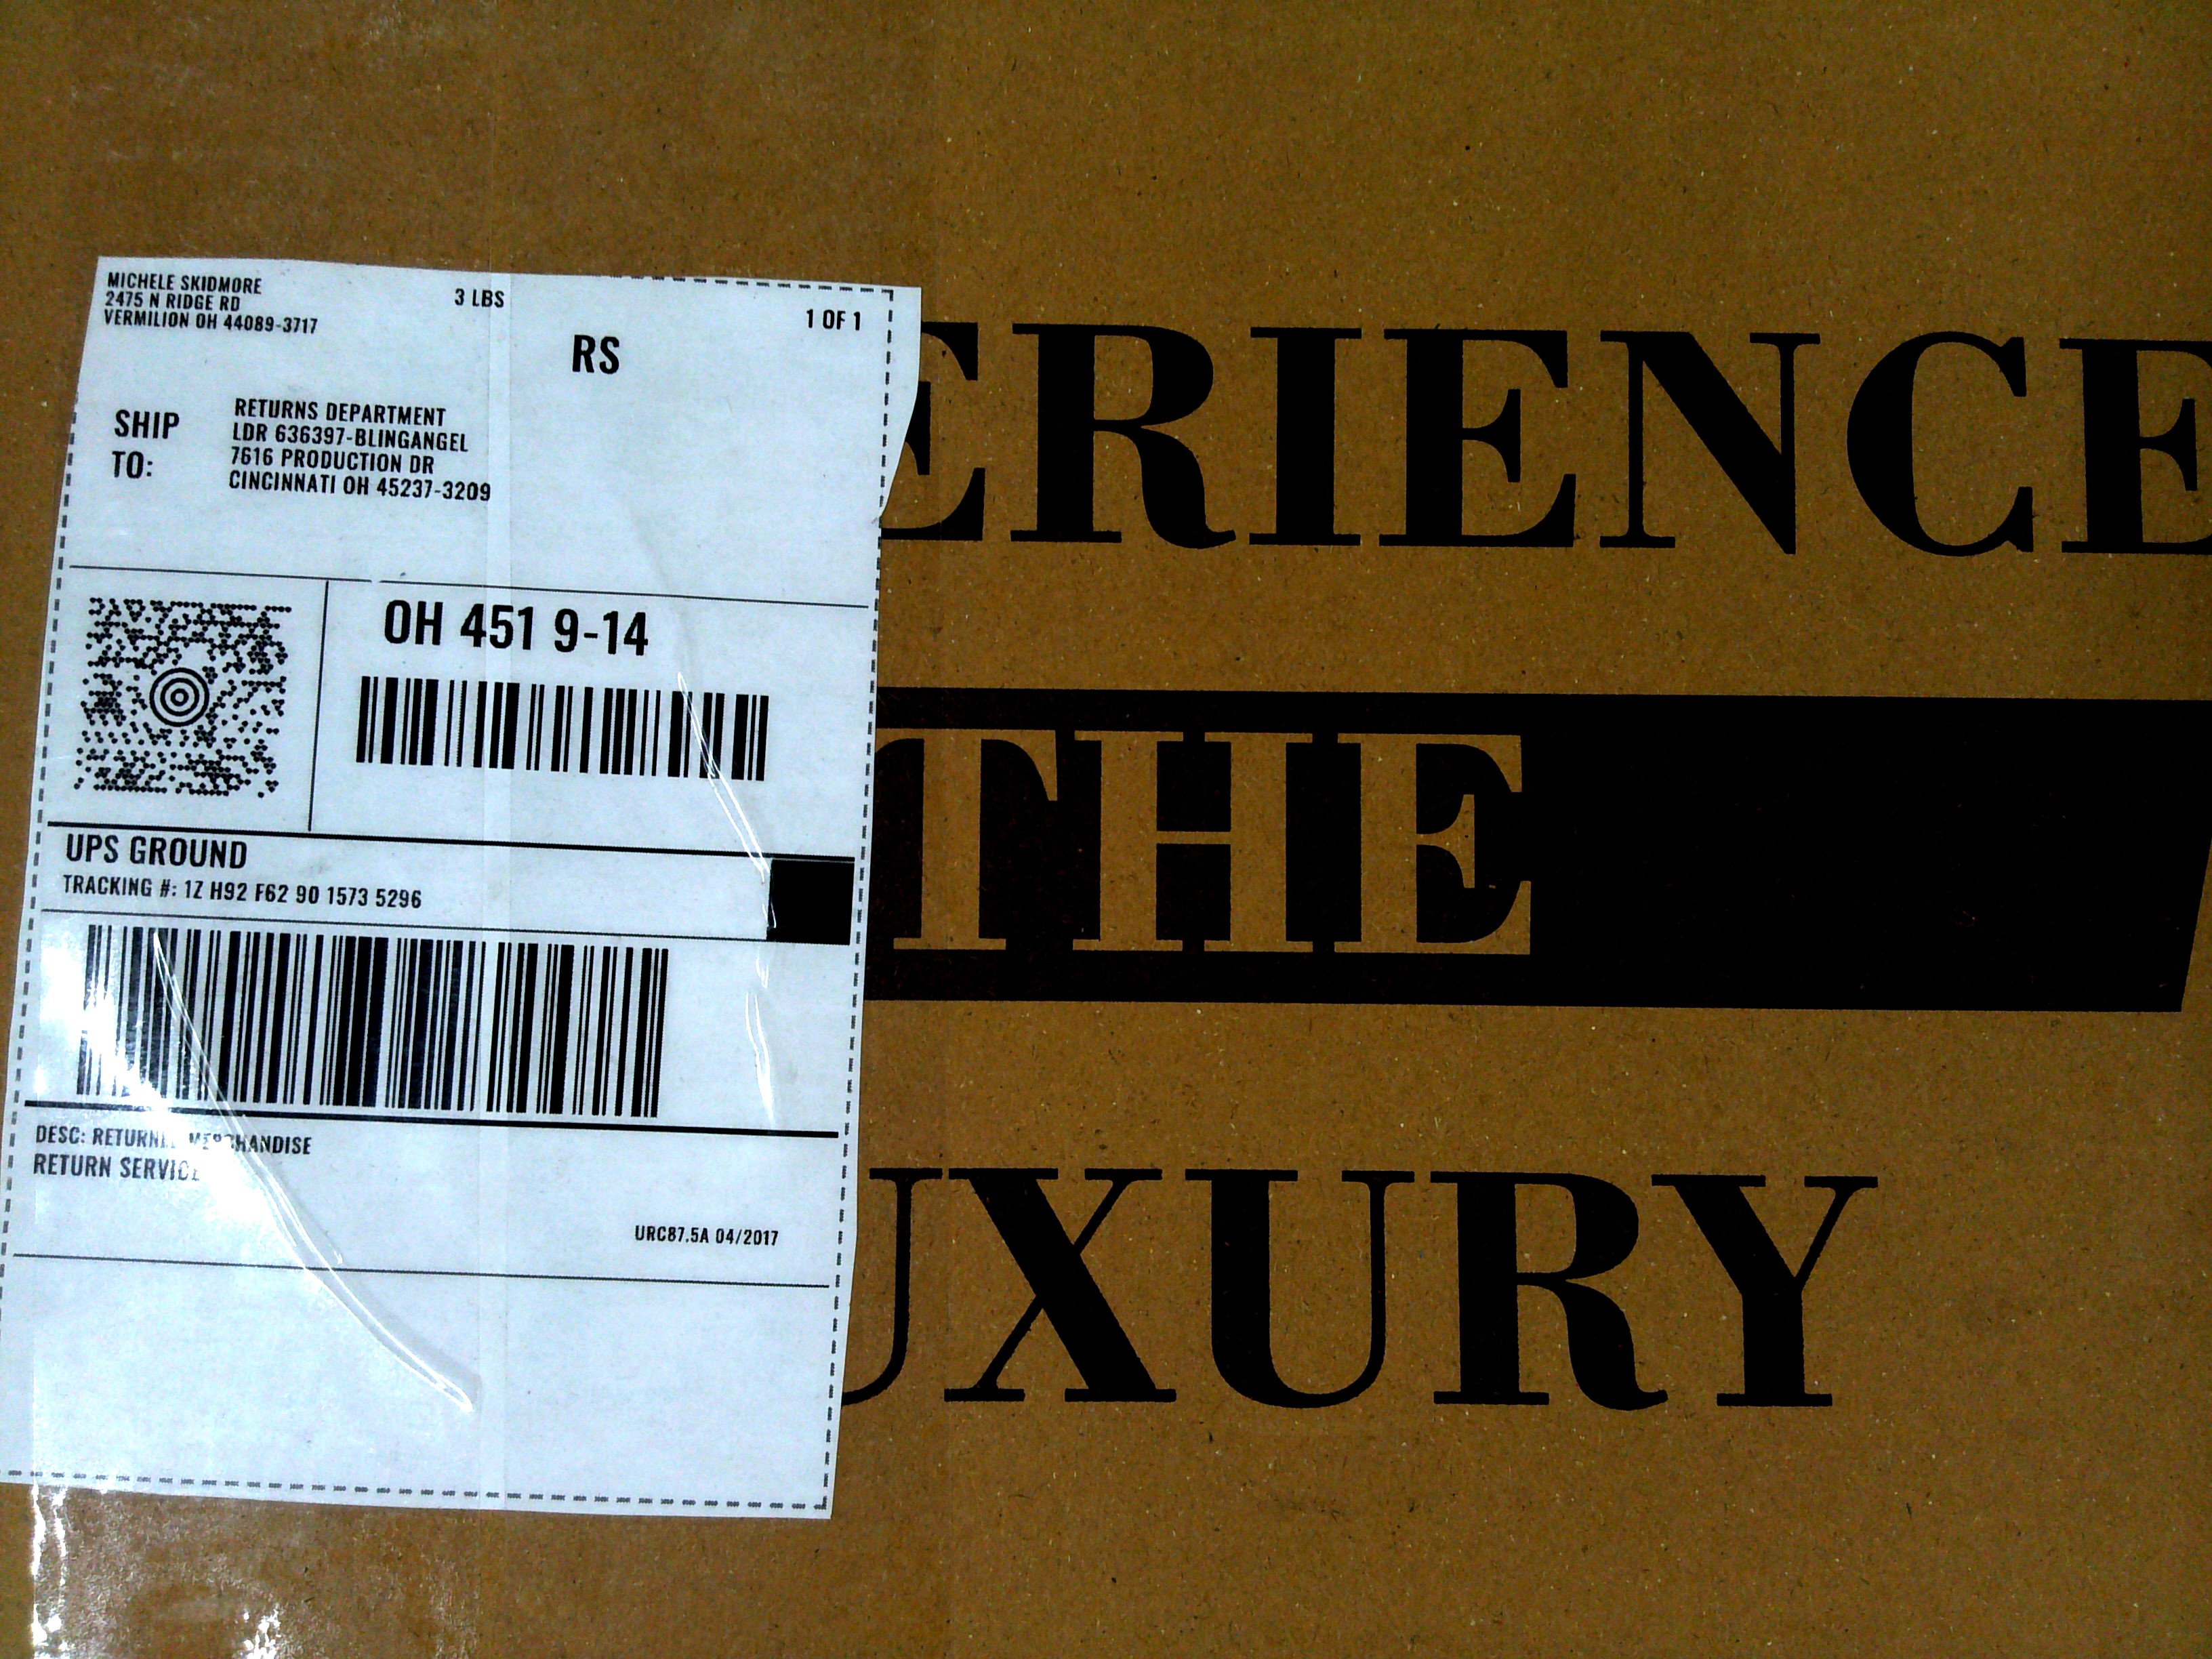 MICHELE SKIDMORE
2475 N RIDGE RD
VERMILION OH 44089-3717
3 LBS
1 OF 1
RS
SHIP TO:
RETURNS DEPARTMENT
LDR 636397-BLINGANGEL
7616 PRODUCTION DR
CINCINNATI OH 45237-3209
OH 451 9-14
UPS GROUND
TRACKING #: 1Z H92 F62 90 1573 5296
DESC: RETURNED MERCHANDISE
RETURN SERVICE
URC87.5A 04/2017
ERIENCE
THE
UXURY